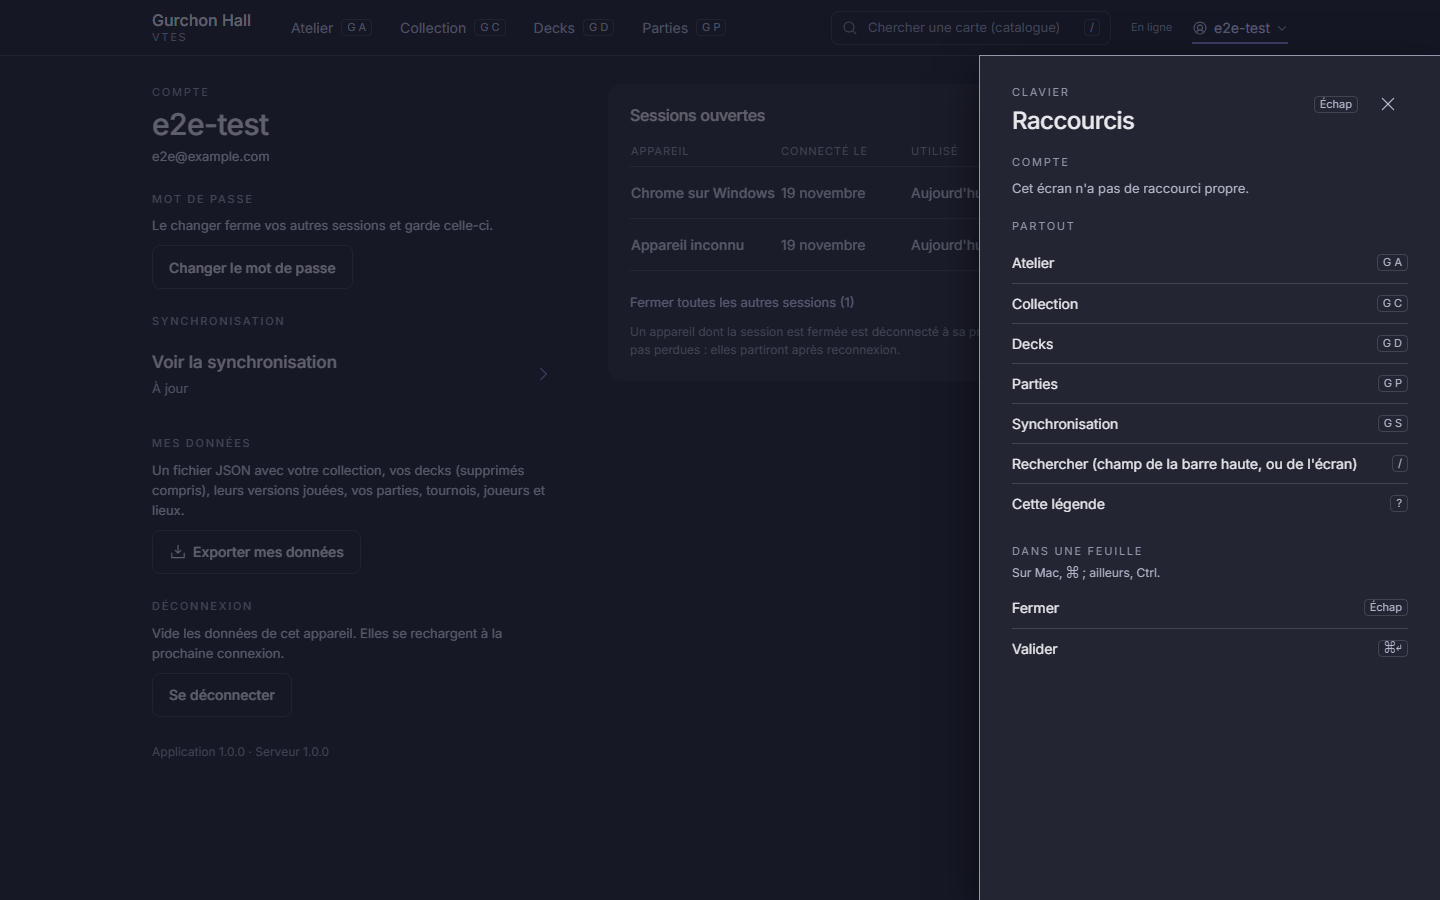 Gurchon Hall
VTES
Atelier G A
Collection G C
Decks G D
Parties G P
Chercher une carte (catalogue) /
En ligne
e2e-test
COMPTE
e2e-test
e2e@example.com
MOT DE PASSE
Le changer ferme vos autres sessions et garde celle-ci.
Changer le mot de passe
SYNCHRONISATION
Voir la synchronisation
À jour
MES DONNÉES
Un fichier JSON avec votre collection, vos decks (supprimés
compris), leurs versions jouées, vos parties, tournois, joueurs et
lieux.
Exporter mes données
DÉCONNEXION
Vide les données de cet appareil. Elles se rechargent à la
prochaine connexion.
Se déconnecter
Application 1.0.0 · Serveur 1.0.0
Sessions ouvertes
APPAREIL CONNECTÉ LE UTILISÉ
Chrome sur Windows 19 novembre Aujourd'hu
Appareil inconnu 19 novembre Aujourd'hu
Fermer toutes les autres sessions (1)
Un appareil dont la session est fermée est déconnecté à sa pr
pas perdues : elles partiront après reconnexion.
CLAVIER
Raccourcis
Échap
COMPTE
Cet écran n'a pas de raccourci propre.
PARTOUT
Atelier G A
Collection G C
Decks G D
Parties G P
Synchronisation G S
Rechercher (champ de la barre haute, ou de l'écran) /
Cette légende ?
DANS UNE FEUILLE
Sur Mac, ⌘ ; ailleurs, Ctrl.
Fermer Échap
Valider ⌘↵